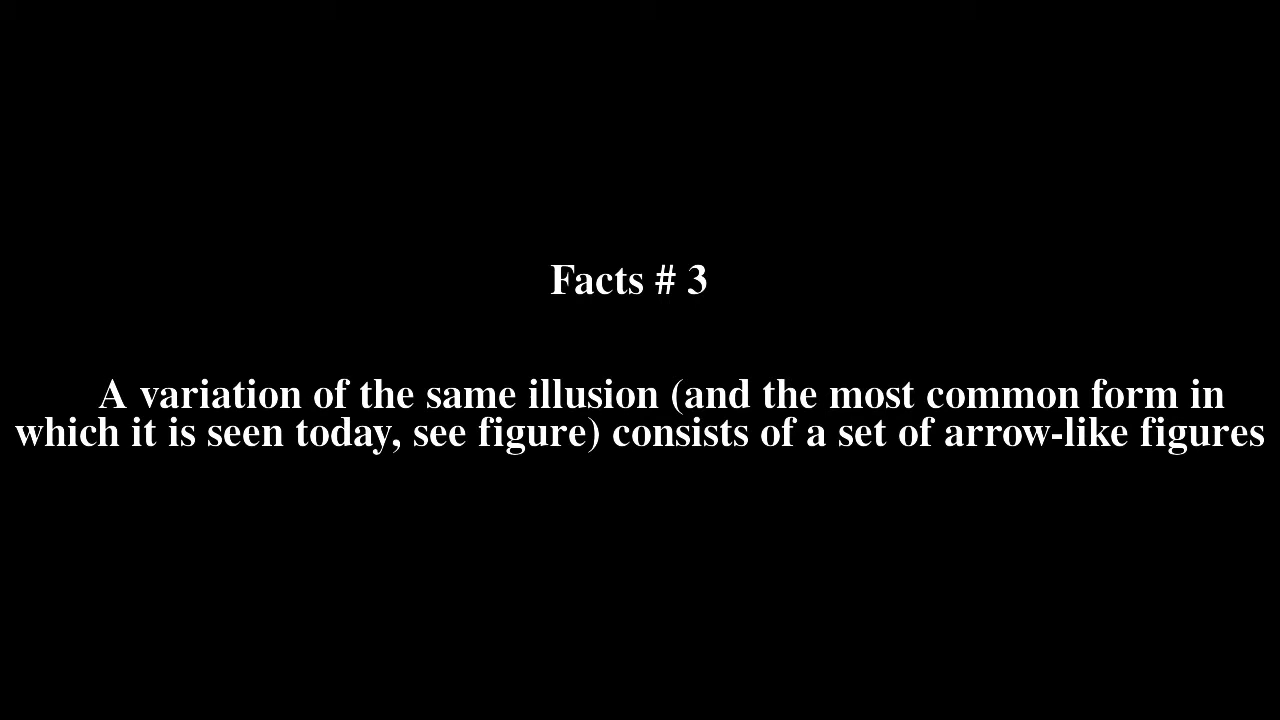 Facts # 3
A variation of the same illusion (and the most common form in
which it is seen today, see figure) consists of a set of arrow-like figures